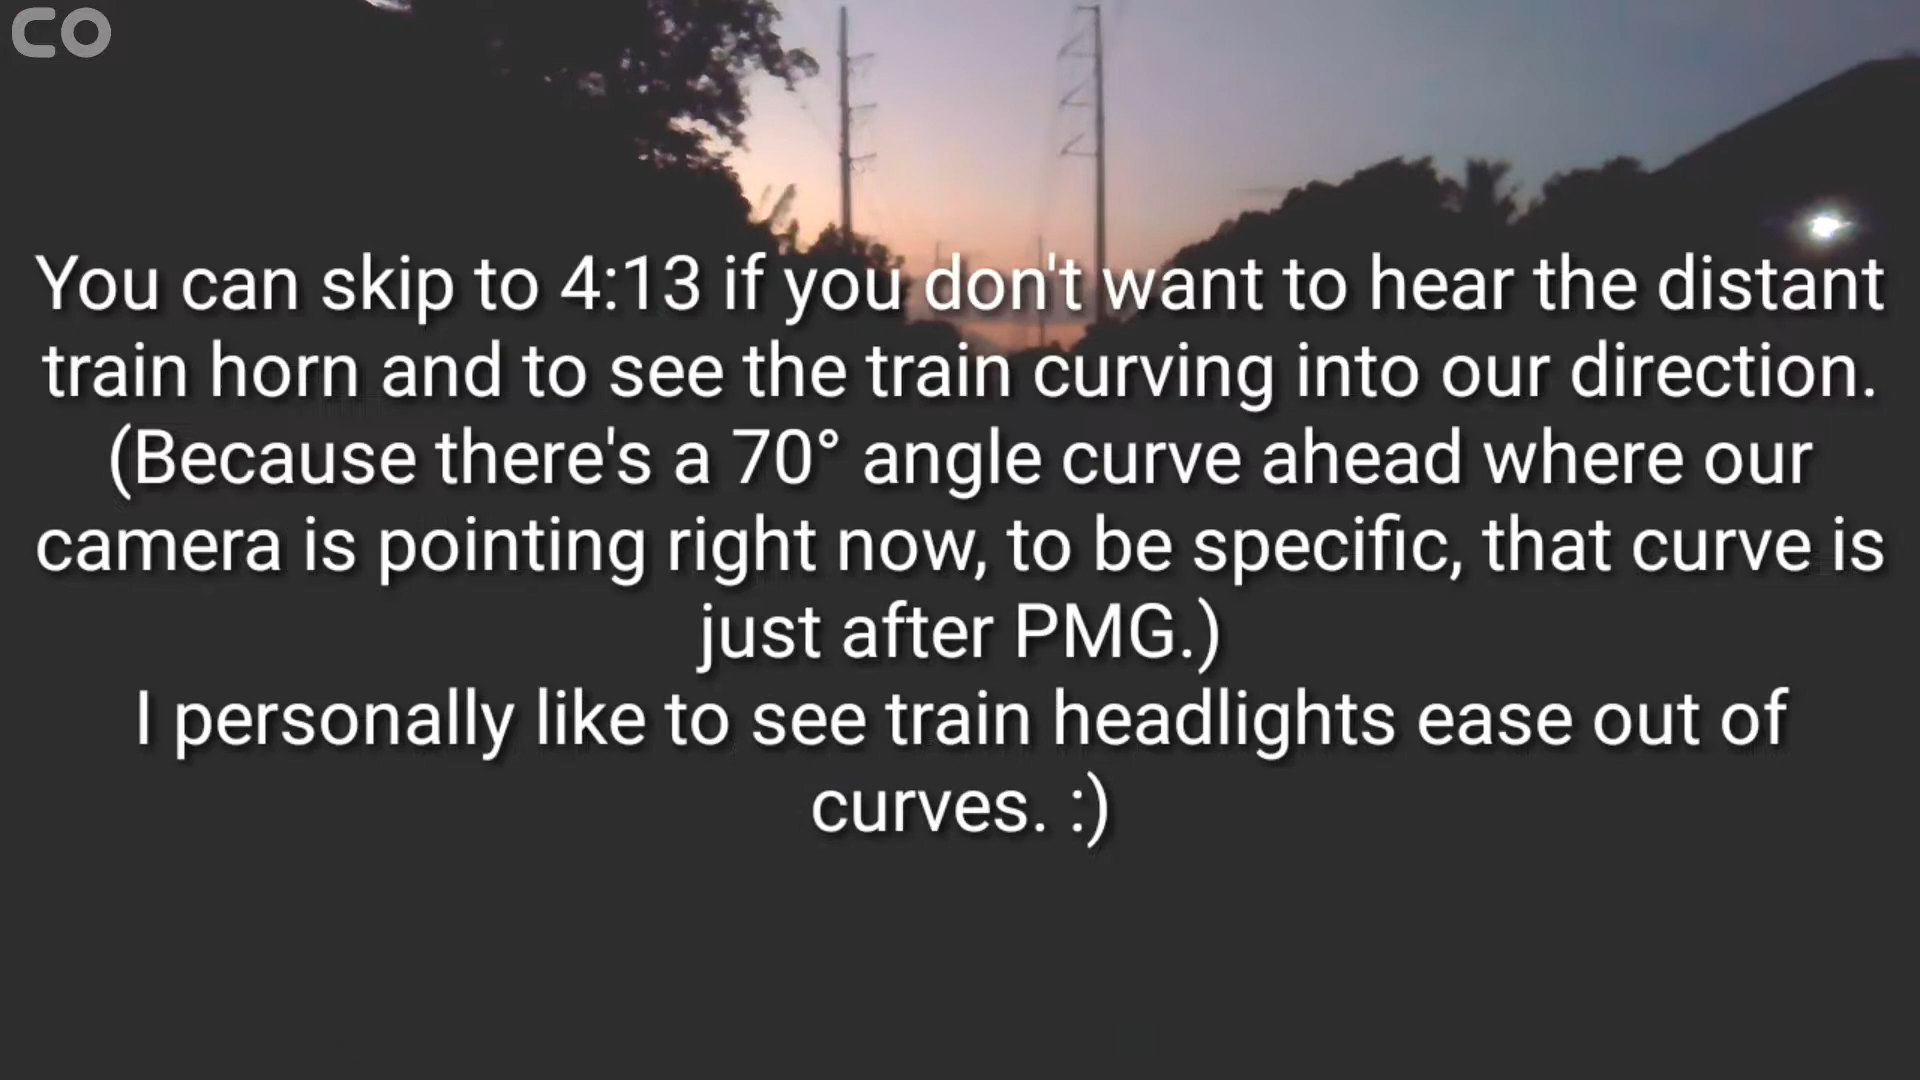 CO
You can skip to 4:13 if you don't want to hear the distant
train horn and to see the train curving into our direction.
(Because there's a 70° angle curve ahead where our
camera is pointing right now, to be specific, that curve is
just after PMG.)
I personally like to see train headlights ease out of
curves. :)